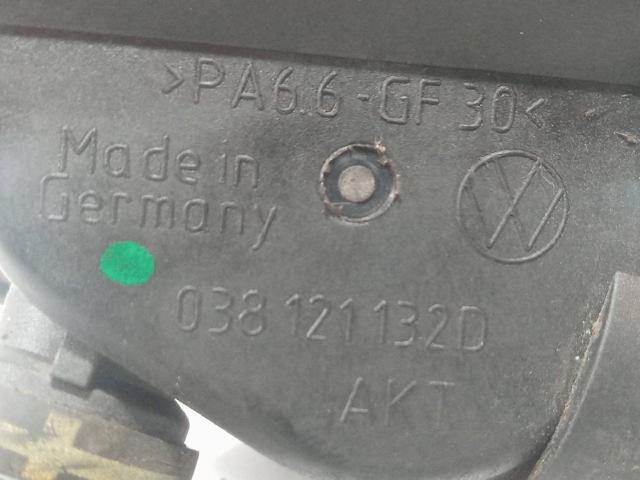 >PA6.6-GF30<
Made in
Germany
038 121 132D
AKT